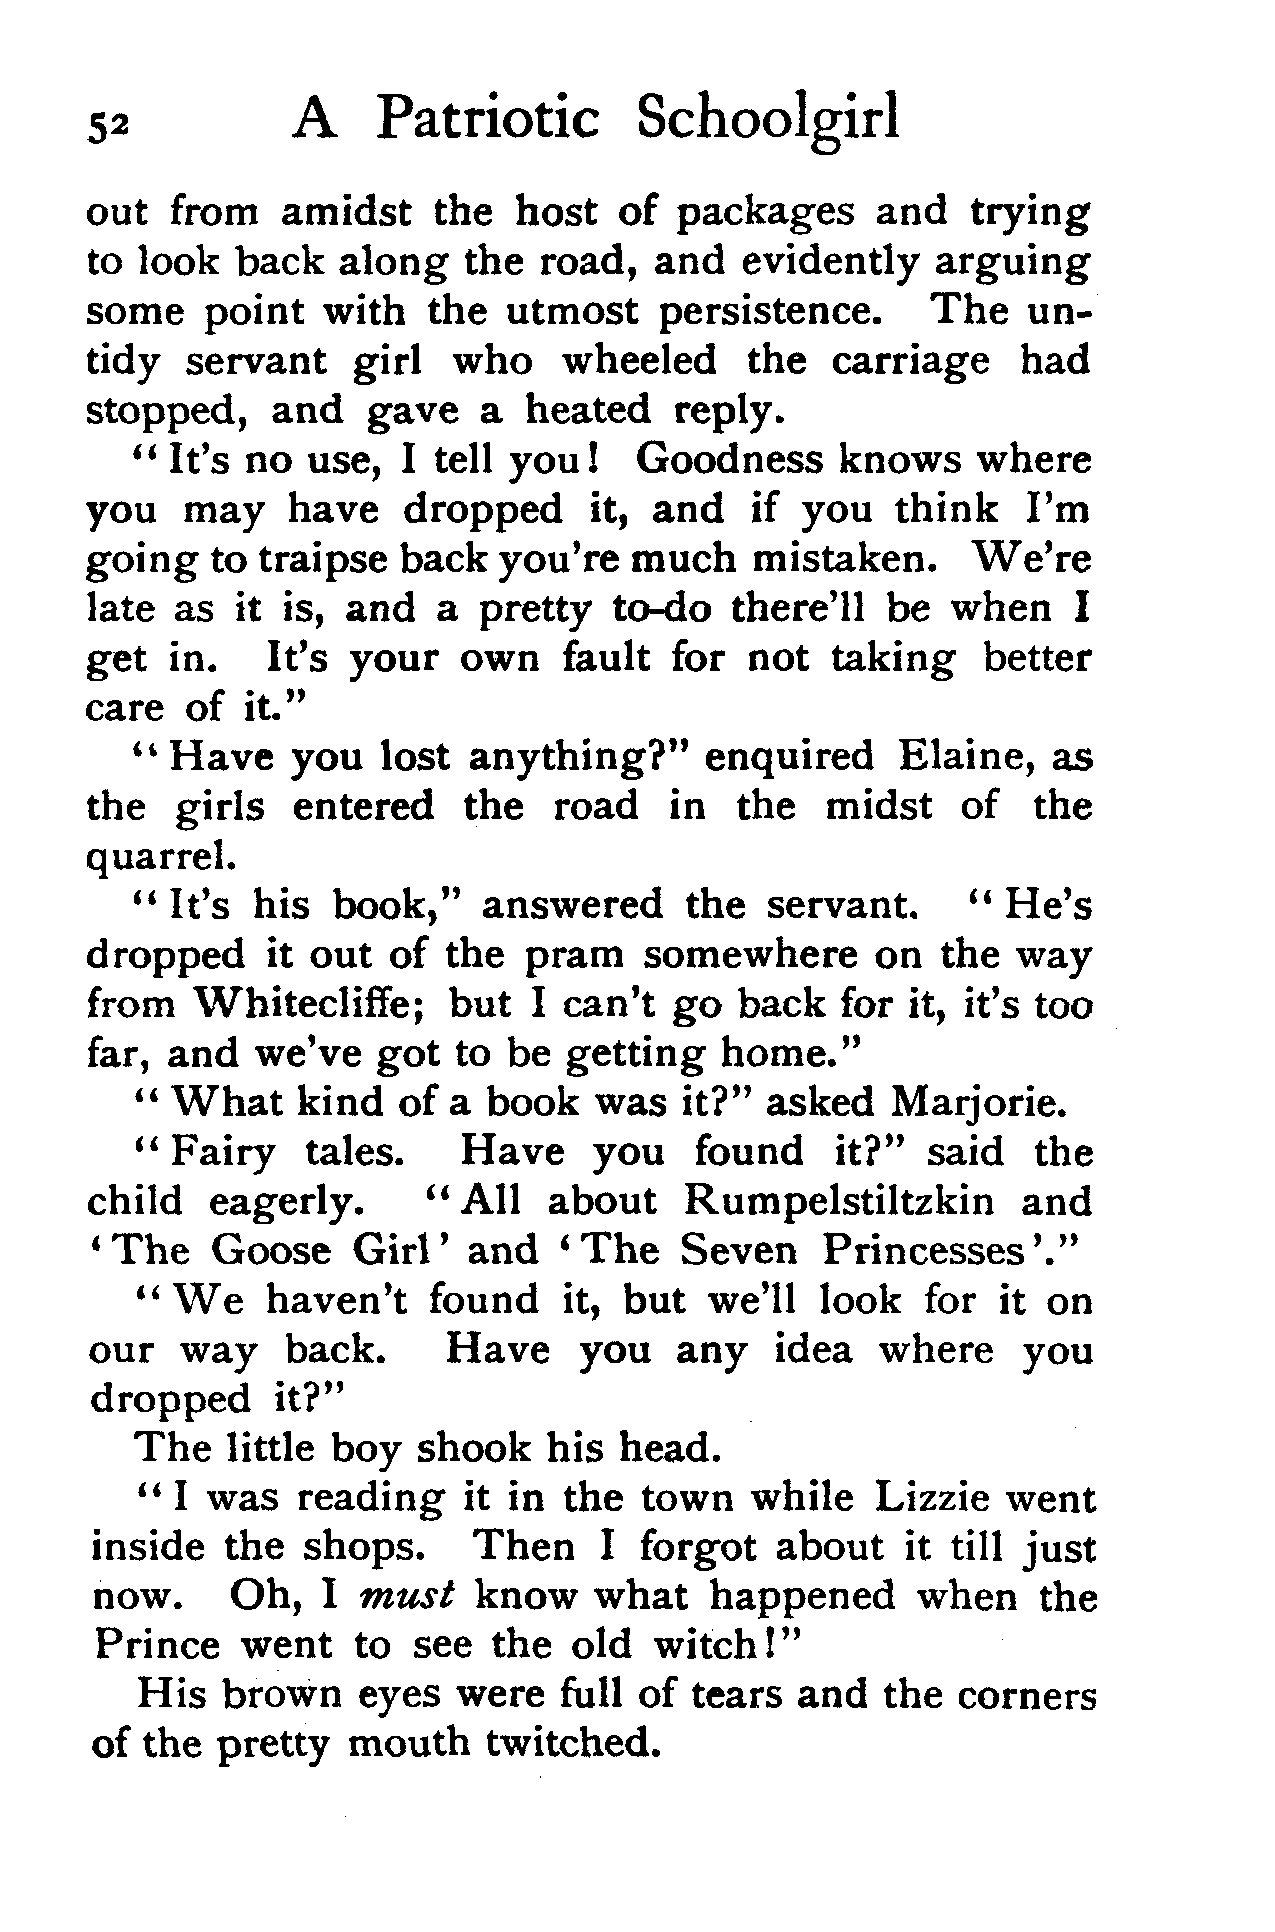 52 A Patriotic Schoolgirl
out from amidst the host of packages and trying
to look back along the road, and evidently arguing
some point with the utmost persistence. The un-
tidy servant girl who wheeled the carriage had
stopped, and gave a heated reply.
“It's no use, I tell you! Goodness knows where
you may have dropped it, and if you think I'm
going to traipse back you're much mistaken. We're
late as it is, and a pretty to-do there'll be when I
get in. It's your own fault for not taking better
care of it.”
“Have you lost anything?” enquired Elaine, as
the girls entered the road in the midst of the
quarrel.
“It's his book,” answered the servant. “He's
dropped it out of the pram somewhere on the way
from Whitecliffe; but I can't go back for it, it's too
far, and we've got to be getting home.”
“What kind of a book was it?” asked Marjorie.
“Fairy tales. Have you found it?” said the
child eagerly. “All about Rumpelstiltzkin and
‘The Goose Girl’ and ‘The Seven Princesses’.”
“We haven't found it, but we'll look for it on
our way back. Have you any idea where you
dropped it?”
The little boy shook his head.
“I was reading it in the town while Lizzie went
inside the shops. Then I forgot about it till just
now. Oh, I must know what happened when the
Prince went to see the old witch!”
His brown eyes were full of tears and the corners
of the pretty mouth twitched.